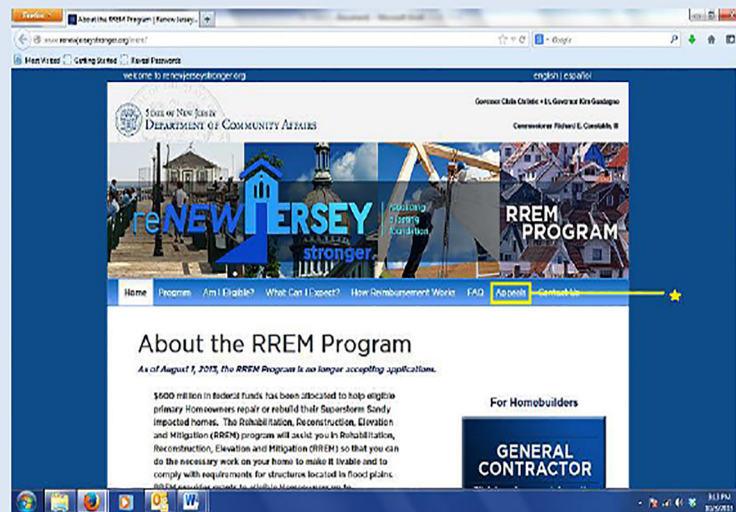 Firefox
About the RREM Program | Renew Jersey...
Google
Most Visited
Getting Started
Reveal Passwords
welcome to renewjerseystronger.org
english | español
STATE OF NEW JERSEY
DEPARTMENT OF COMMUNITY AFFAIRS
Governor Chris Christie • Lt. Governor Kim Guadagno
Commissioner Richard E. Constable, III
reNEWJERSEY
stronger.
foundation.
RREM
PROGRAM
Home Program Am I Eligible? What Can I Expect? How Reimbursement Works FAQ Appeals Contact Us
About the RREM Program
As of August 1, 2013, the RREM Program is no longer accepting applications.
$600 million in federal funds has been allocated to help eligible
primary Homeowners repair or rebuild their Superstorm Sandy
impacted homes. The Rehabilitation, Reconstruction, Elevation
and Mitigation (RREM) program will assist you in Rehabilitation,
Reconstruction, Elevation and Mitigation (RREM) so that you can
do the necessary work on your home to make it livable and to
comply with requirements for structures located in flood plains.
For Homebuilders
GENERAL
CONTRACTOR